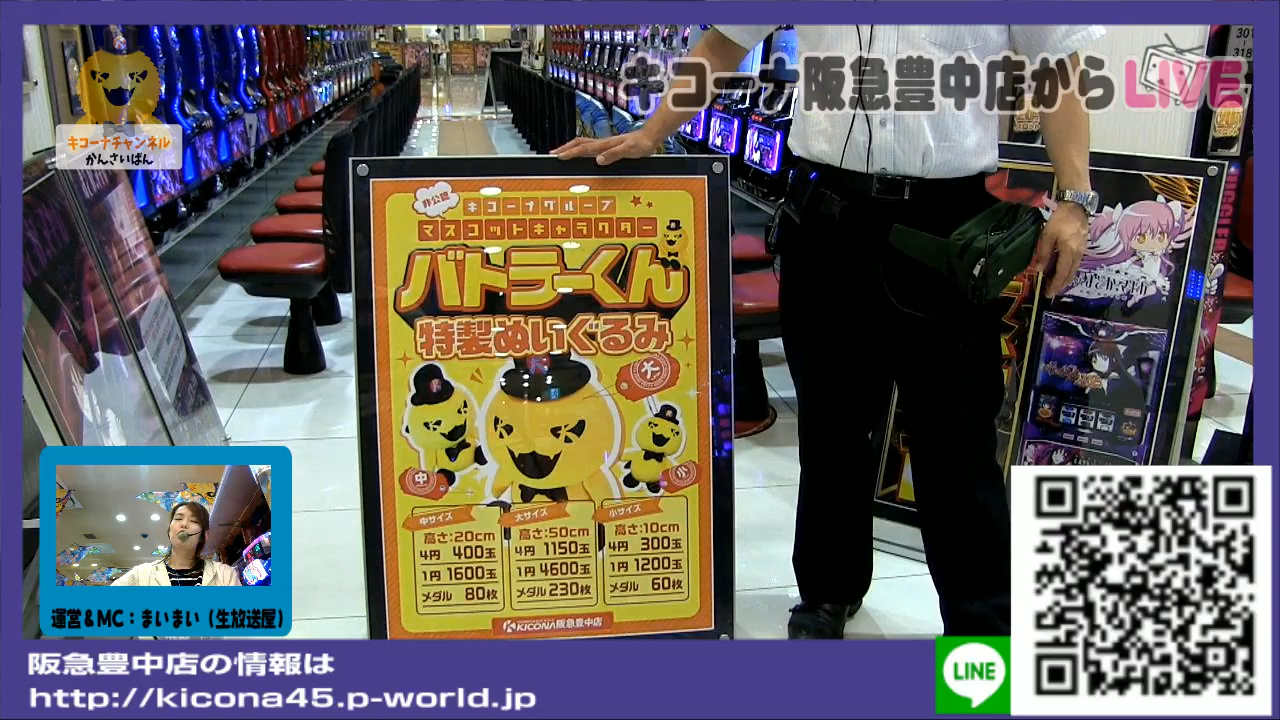 キコーナ阪急豊中店からLIVE
キコーナチャンネル
かんさいばん
301
318
非公認
キコーナグループ
マスコットキャラクター
バトラーくん
特製ぬいぐるみ
大
中
小
中サイズ
高さ:20cm
4円 400玉
1円 1600玉
メダル 80枚
大サイズ
高さ:50cm
4円 1150玉
1円 4600玉
メダル 230枚
小サイズ
高さ:10cm
4円 300玉
1円 1200玉
メダル 60枚
KICONA阪急豊中店
運営&MC:まいまい(生放送屋)
LINE
阪急豊中店の情報は
http://kicona45.p-world.jp